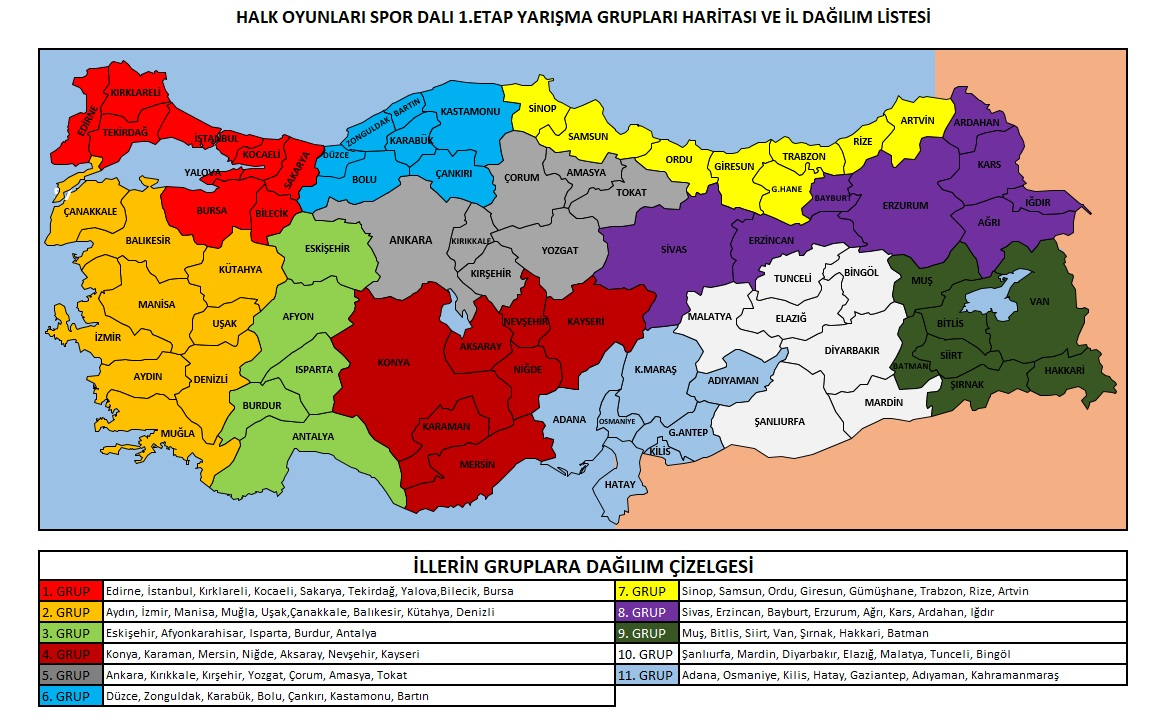 HALK OYUNLARI SPOR DALI 1.ETAP YARIŞMA GRUPLARI HARİTASI VE İL DAĞILIM LİSTESİ
KIRKLARELİ
EDİRNE
TEKİRDAĞ
İSTANBUL
KOCAELİ
YALOVA
SAKARYA
BURSA
BİLECİK
DÜZCE
ZONGULDAK
BARTIN
KASTAMONU
KARABÜK
BOLU
ÇANKIRI
SİNOP
SAMSUN
ORDU
GİRESUN
TRABZON
G.HANE
RİZE
ARTVİN
ARDAHAN
KARS
IĞDIR
AĞRI
ERZURUM
BAYBURT
ERZİNCAN
SİVAS
ÇORUM
AMASYA
TOKAT
ANKARA
KIRIKKALE
YOZGAT
KIRŞEHİR
ÇANAKKALE
BALIKESİR
KÜTAHYA
MANİSA
UŞAK
İZMİR
AYDIN
DENİZLİ
MUĞLA
ESKİŞEHİR
AFYON
ISPARTA
BURDUR
ANTALYA
KONYA
AKSARAY
NEVŞEHİR
KAYSERİ
NİĞDE
KARAMAN
MERSİN
TUNCELİ
BİNGÖL
MALATYA
ELAZIĞ
DİYARBAKIR
MARDİN
ŞANLIURFA
MUŞ
VAN
BİTLİS
SİİRT
BATMAN
ŞIRNAK
HAKKARİ
K.MARAŞ
ADIYAMAN
ADANA
OSMANİYE
G.ANTEP
KİLİS
HATAY
İLLERİN GRUPLARA DAĞILIM ÇİZELGESİ
1. GRUP Edirne, İstanbul, Kırklareli, Kocaeli, Sakarya, Tekirdağ, Yalova,Bilecik, Bursa
2. GRUP Aydın, İzmir, Manisa, Muğla, Uşak,Çanakkale, Balıkesir, Kütahya, Denizli
3. GRUP Eskişehir, Afyonkarahisar, Isparta, Burdur, Antalya
4. GRUP Konya, Karaman, Mersin, Niğde, Aksaray, Nevşehir, Kayseri
5. GRUP Ankara, Kırıkkale, Kırşehir, Yozgat, Çorum, Amasya, Tokat
6. GRUP Düzce, Zonguldak, Karabük, Bolu, Çankırı, Kastamonu, Bartın
7. GRUP Sinop, Samsun, Ordu, Giresun, Gümüşhane, Trabzon, Rize, Artvin
8. GRUP Sivas, Erzincan, Bayburt, Erzurum, Ağrı, Kars, Ardahan, Iğdır
9. GRUP Muş, Bitlis, Siirt, Van, Şırnak, Hakkari, Batman
10. GRUP Şanlıurfa, Mardin, Diyarbakır, Elazığ, Malatya, Tunceli, Bingöl
11. GRUP Adana, Osmaniye, Kilis, Hatay, Gaziantep, Adıyaman, Kahramanmaraş